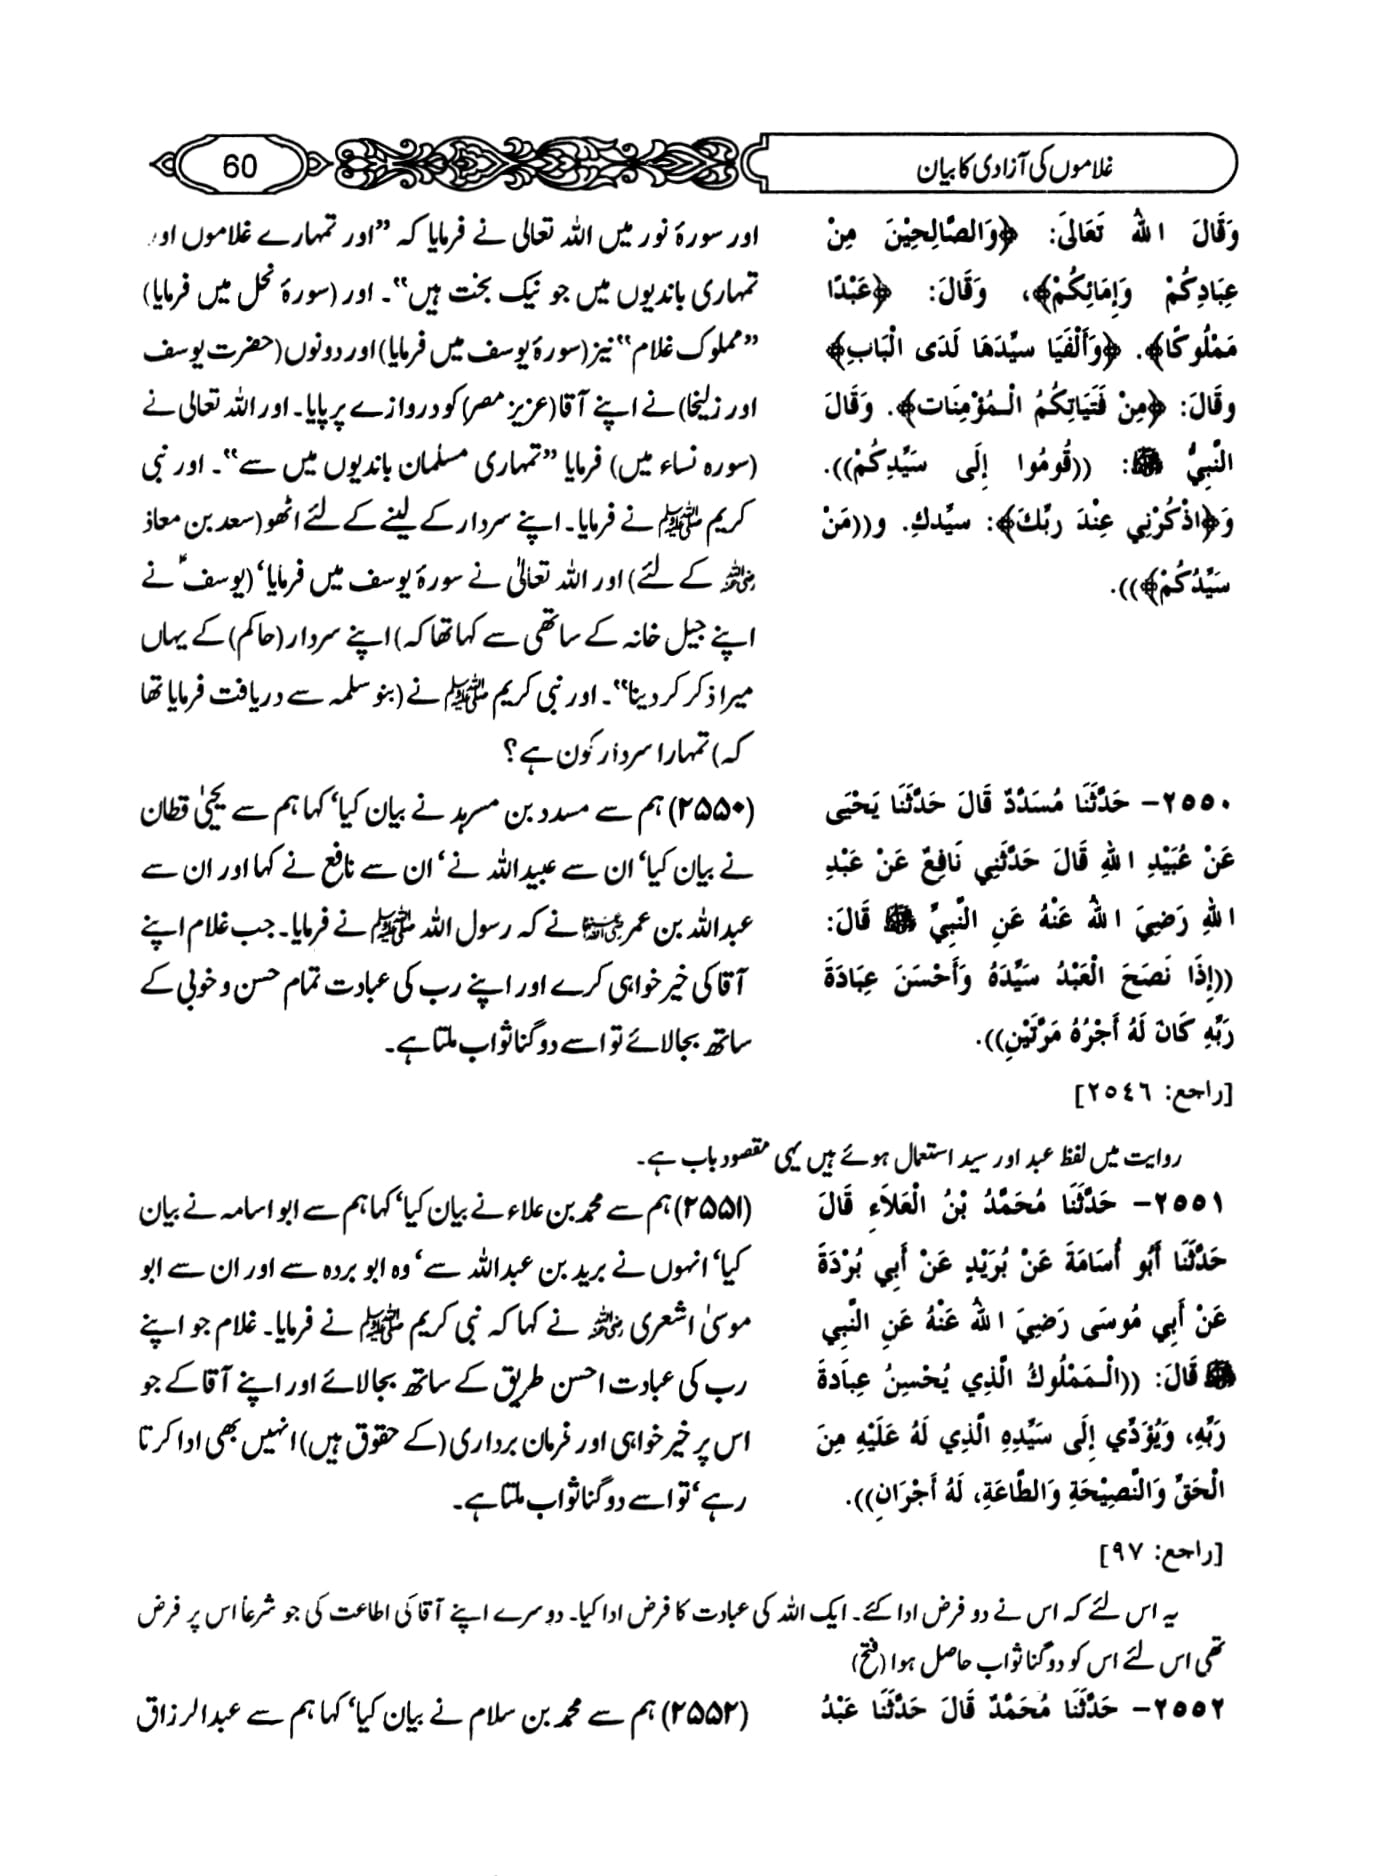 غلاموں کی آزادی کا بیان
60
وَقَالَ اللهُ تَعَالَى: ﴿وَالصَّالِحِيْنَ مِنْ
عِبَادِكُمْ وَإِمَائِكُمْ﴾، وَقَالَ: ﴿عَبْدًا
مَمْلُوكًا﴾. ﴿وَأَلْفَيَا سيِّدَهَا لَدَى الْبَابِ﴾
وقَالَ: ﴿مِنْ فَتَيَاتِكُمُ الْمُؤْمِنَات﴾. وَقَالَ
النَّبِيُّ ﷺ: ((قُومُوا إِلَى سَيِّدِكُمْ)).
وَ﴿اذْكُرْنِي عِنْدَ ربِّكَ﴾: سيِّدكِ. و((مَنْ
سَيِّدُكُمْ﴾)).
اور سورۂ نور میں اللہ تعالیٰ نے فرمایا کہ ”اور تمہارے غلاموں اور
تمہاری باندیوں میں جو نیک بخت ہیں“۔ اور (سورۂ نحل میں فرمایا)
”مملوک غلام“ نیز (سورۂ یوسف میں فرمایا) اور دونوں (حضرت یوسف
اور زلیخا) نے اپنے آقا (عزیز مصر) کو دروازے پر پایا۔ اور اللہ تعالیٰ نے
(سورہ نساء میں) فرمایا ”تمہاری مسلمان باندیوں میں سے“۔ اور نبی
کریم ﷺ نے فرمایا۔ اپنے سردار کے لینے کے لئے اٹھو (سعد بن معاذ
رضی اللہ عنہ کے لئے) اور اللہ تعالیٰ نے سورۂ یوسف میں فرمایا‘ (یوسف ؑ نے
اپنے جیل خانہ کے ساتھی سے کہا تھا کہ) اپنے سردار (حاکم) کے یہاں
میرا ذکر کر دینا“۔ اور نبی کریم ﷺ نے (بنو سلمہ سے دریافت فرمایا تھا
کہ) تمہارا سردار کون ہے؟
٢٥٥٠- حَدَّثَنَا مُسَدَّدٌ قَالَ حَدَّثَنَا يَحْيَى
عَنْ عُبَيْدِ اللهِ قَالَ حَدَّثَنِي نَافِعٌ عَنْ عَبْدِ
اللهِ رَضِيَ اللهُ عَنْهُ عَنِ النَّبِيِّ ﷺ قَالَ:
((إِذَا نَصَحَ الْعَبْدُ سَيِّدَهُ وَأَحْسَنَ عِبَادَةَ
رَبِّهِ كَانَ لَهُ أَجْرُهُ مَرَّتَيْنِ)).
[راجع: ٢٥٤٦]
(۲۵۵۰) ہم سے مسدد بن مسرہد نے بیان کیا‘ کہا ہم سے یحییٰ قطان
نے بیان کیا‘ ان سے عبیداللہ نے‘ ان سے نافع نے کہا اور ان سے
عبداللہ بن عمر رضی اللہ عنہما نے کہ رسول اللہ ﷺ نے فرمایا۔ جب غلام اپنے
آقا کی خیر خواہی کرے اور اپنے رب کی عبادت تمام حسن و خوبی کے
ساتھ بجالائے تو اسے دوگنا ثواب ملتا ہے۔
روایت میں لفظ عبد اور سید استعمال ہوئے ہیں یہی مقصود باب ہے۔
٢٥٥١- حَدَّثَنَا مُحَمَّدُ بْنُ الْعَلاَءِ قَالَ
حَدَّثَنَا أَبُو أُسَامَةَ عَنْ بُرَيْدٍ عَنْ أَبِي بُرْدَةَ
عَنْ أَبِي مُوسَى رَضِيَ اللهُ عَنْهُ عَنِ النَّبِي
ﷺ قَالَ: ((الْمَمْلُوكُ الَّذِي يُحْسِنُ عِبَادَةَ
رَبِّهِ، وَيُؤَدِّي إِلَى سَيِّدِهِ الَّذِي لَهُ عَلَيْهِ مِنَ
الْحَقِّ وَالنَّصِيْحَةِ وَالطَّاعَةِ، لَهُ أَجْرَانِ)).
[راجع: ٩٧]
(۲۵۵۱) ہم سے محمد بن علاء نے بیان کیا‘ کہا ہم سے ابو اسامہ نے بیان
کیا‘ انہوں نے برید بن عبداللہ سے‘ وہ ابو بردہ سے اور ان سے ابو
موسیٰ اشعری رضی اللہ عنہ نے کہا کہ نبی کریم ﷺ نے فرمایا۔ غلام جو اپنے
رب کی عبادت احسن طریق کے ساتھ بجالائے اور اپنے آقا کے جو
اس پر خیر خواہی اور فرمان برداری (کے حقوق ہیں) انہیں بھی ادا کرتا
رہے‘ تو اسے دوگنا ثواب ملتا ہے۔
یہ اس لئے کہ اس نے دو فرض ادا کئے۔ ایک اللہ کی عبادت کا فرض ادا کیا۔ دوسرے اپنے آقا کی اطاعت کی جو شرعاً اس پر فرض
تھی اس لئے اس کو دوگنا ثواب حاصل ہوا (فتح)
٢٥٥٢- حَدَّثَنَا مُحَمَّدٌ قَالَ حَدَّثَنَا عَبْدُ
(۲۵۵۲) ہم سے محمد بن سلام نے بیان کیا‘ کہا ہم سے عبدالرزاق